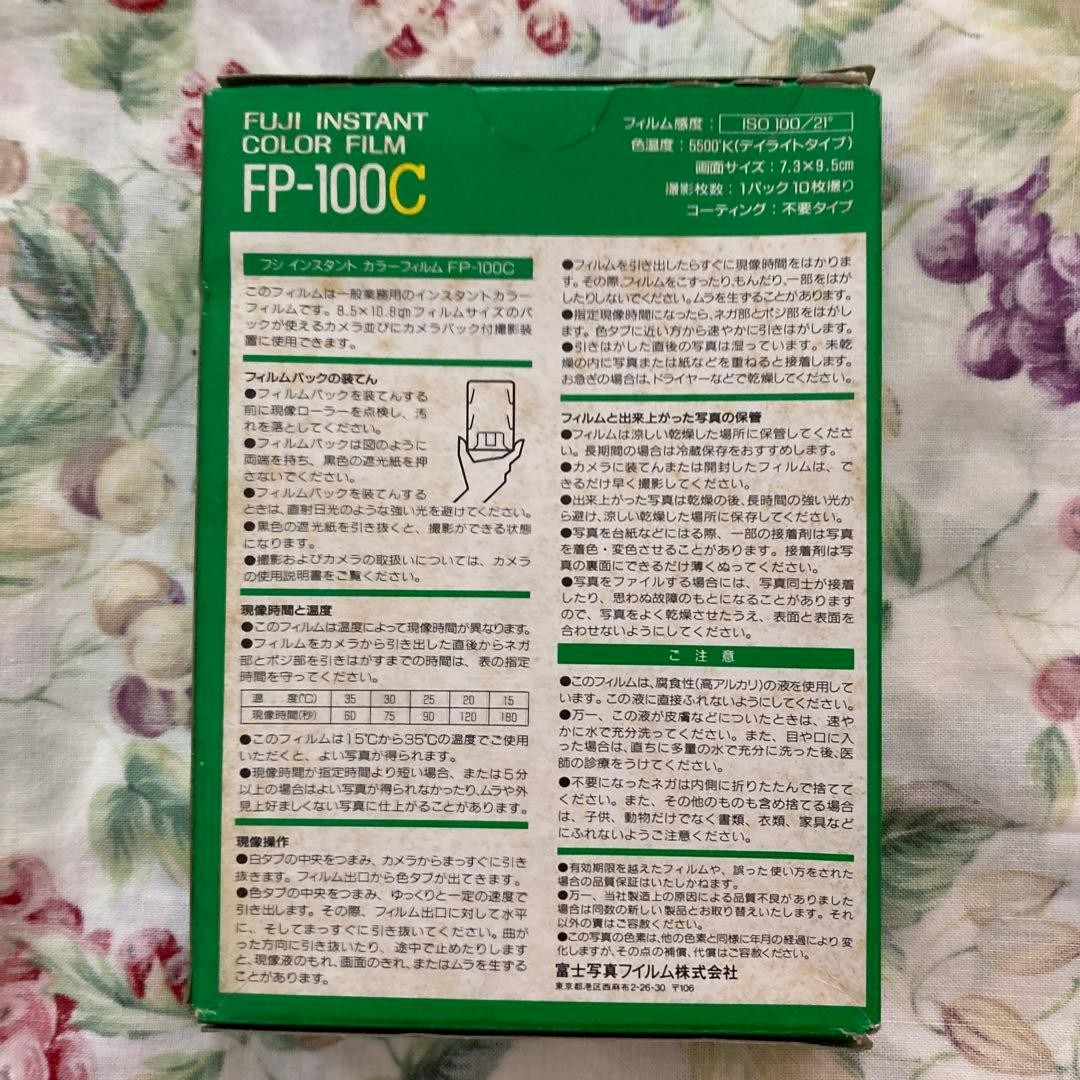 FUJI INSTANT
COLOR FILM
FP-100C
フィルム感度：ISO 100/21°
色温度：5500°K(デイライトタイプ)
画面サイズ：7.3×9.5cm
撮影枚数：1パック10枚撮り
コーティング：不要タイプ
フジ インスタント カラーフィルム FP-100C
このフィルムは一般業務用のインスタントカラー
フィルムです。8.5×10.8cmフィルムサイズのパ
ックが使えるカメラ並びにカメラバック付撮影装
置に使用できます。
フィルムパックの装てん
●フィルムパックを装てんする
前に現像ローラーを点検し、汚
れを落としてください。
●フィルムパックは図のように
両端を持ち、黒色の遮光紙を押
さないでください。
●フィルムパックを装てんする
ときは、直射日光のような強い光を避けてください。
●黒色の遮光紙を引き抜くと、撮影ができる状態
になります。
●撮影およびカメラの取扱いについては、カメラ
の使用説明書をご覧ください。
現像時間と温度
●このフィルムは温度によって現像時間が異なります。
●フィルムをカメラから引き出した直後からネガ
部とポジ部を引きはがすまでの時間は、表の指定
時間を守ってください。
温 度(℃) 35 30 25 20 15
現像時間(秒) 60 75 90 120 180
●このフィルムは15℃から35℃の温度でご使用
いただくと、よい写真が得られます。
●現像時間が指定時間より短い場合、または5分
以上の場合はよい写真が得られなかったり、ムラや外
見上好ましくない写真に仕上がることがあります。
現像操作
●白タブの中央をつまみ、カメラからまっすぐに引き
抜きます。フィルム出口から色タブが出てきます。
●色タブの中央をつまみ、ゆっくりと一定の速度で
引き出します。その際、フィルム出口に対して水平
に、そしてまっすぐに引き抜いてください。曲が
った方向に引き抜いたり、途中で止めたりします
と、現像液のもれ、画面のきれ、またはムラを生ずる
ことがあります。
●フィルムを引き出したらすぐに現像時間をはかりま
す。その際、フィルムをこすったり、もんだり、一部をはが
したりしないでください。ムラを生ずることがあります。
●指定現像時間になったら、ネガ部とポジ部をはがし
ます。色タブに近い方から速やかに引きはがします。
●引きはがした直後の写真は湿っています。未乾
燥の内に写真または紙などを重ねると接着します。
お急ぎの場合は、ドライヤーなどで乾燥してください。
フィルムと出来上がった写真の保管
●フィルムは涼しい乾燥した場所に保管してくださ
い。長期間の場合は冷蔵保存をおすすめします。
●カメラに装てんまたは開封したフィルムは、で
きるだけ早く撮影してください。
●出来上がった写真は乾燥の後、長時間の強い光か
ら避け、涼しい乾燥した場所に保存してください。
●写真を台紙などにはる際、一部の接着剤は写真
を着色・変色させることがあります。接着剤は写
真の裏面にできるだけ薄くぬってください。
●写真をファイルする場合には、写真同士が接着
したり、思わぬ故障のもとになることがあります
ので、写真をよく乾燥させたうえ、表面と表面を
合わせないようにしてください。
ご注意
●このフィルムは、腐食性(高アルカリ)の液を使用して
います。この液に直接ふれないようにしてください。
●万一、この液が皮膚などについたときは、速や
かに水で充分洗ってください。また、目や口に入
った場合は、直ちに多量の水で充分に洗った後、医
師の診療をうけてください。
●不要になったネガは内側に折りたたんで捨てて
ください。また、その他のものも含め捨てる場合
は、子供、動物だけでなく書類、衣類、家具など
にふれないようご注意ください。
●有効期限を越えたフィルムや、誤った使い方をされた
場合の品質保証はいたしかねます。
●万一、当社製造上の原因による品質不良がありました
場合は同数の新しい製品とお取り替えいたします。それ
以外の責はご容赦ください。
●この写真の色素は、他の色素と同様に年月の経過により変
化しますが、その点の補償、代償はご容赦ください。
富士写真フイルム株式会社
東京都港区西麻布2-26-30 〒106